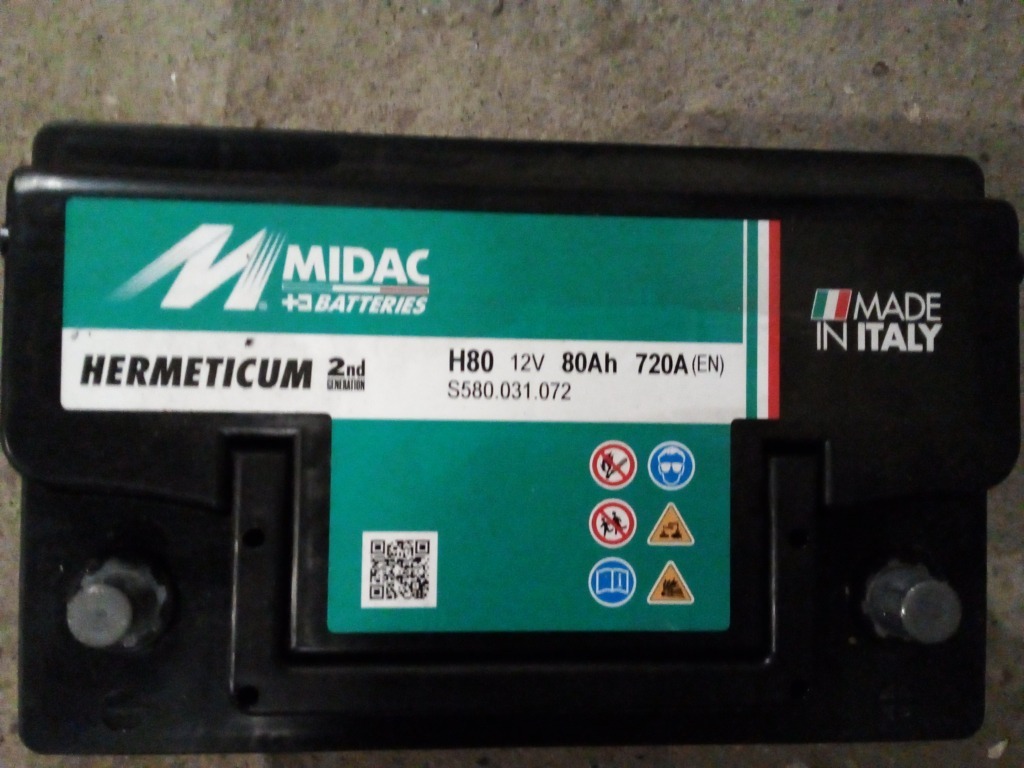 MIDAC
BATTERIES
MADE
IN ITALY
HERMETICUM 2nd
GENERATION
H80 12V 80Ah 720A (EN)
S580.031.072